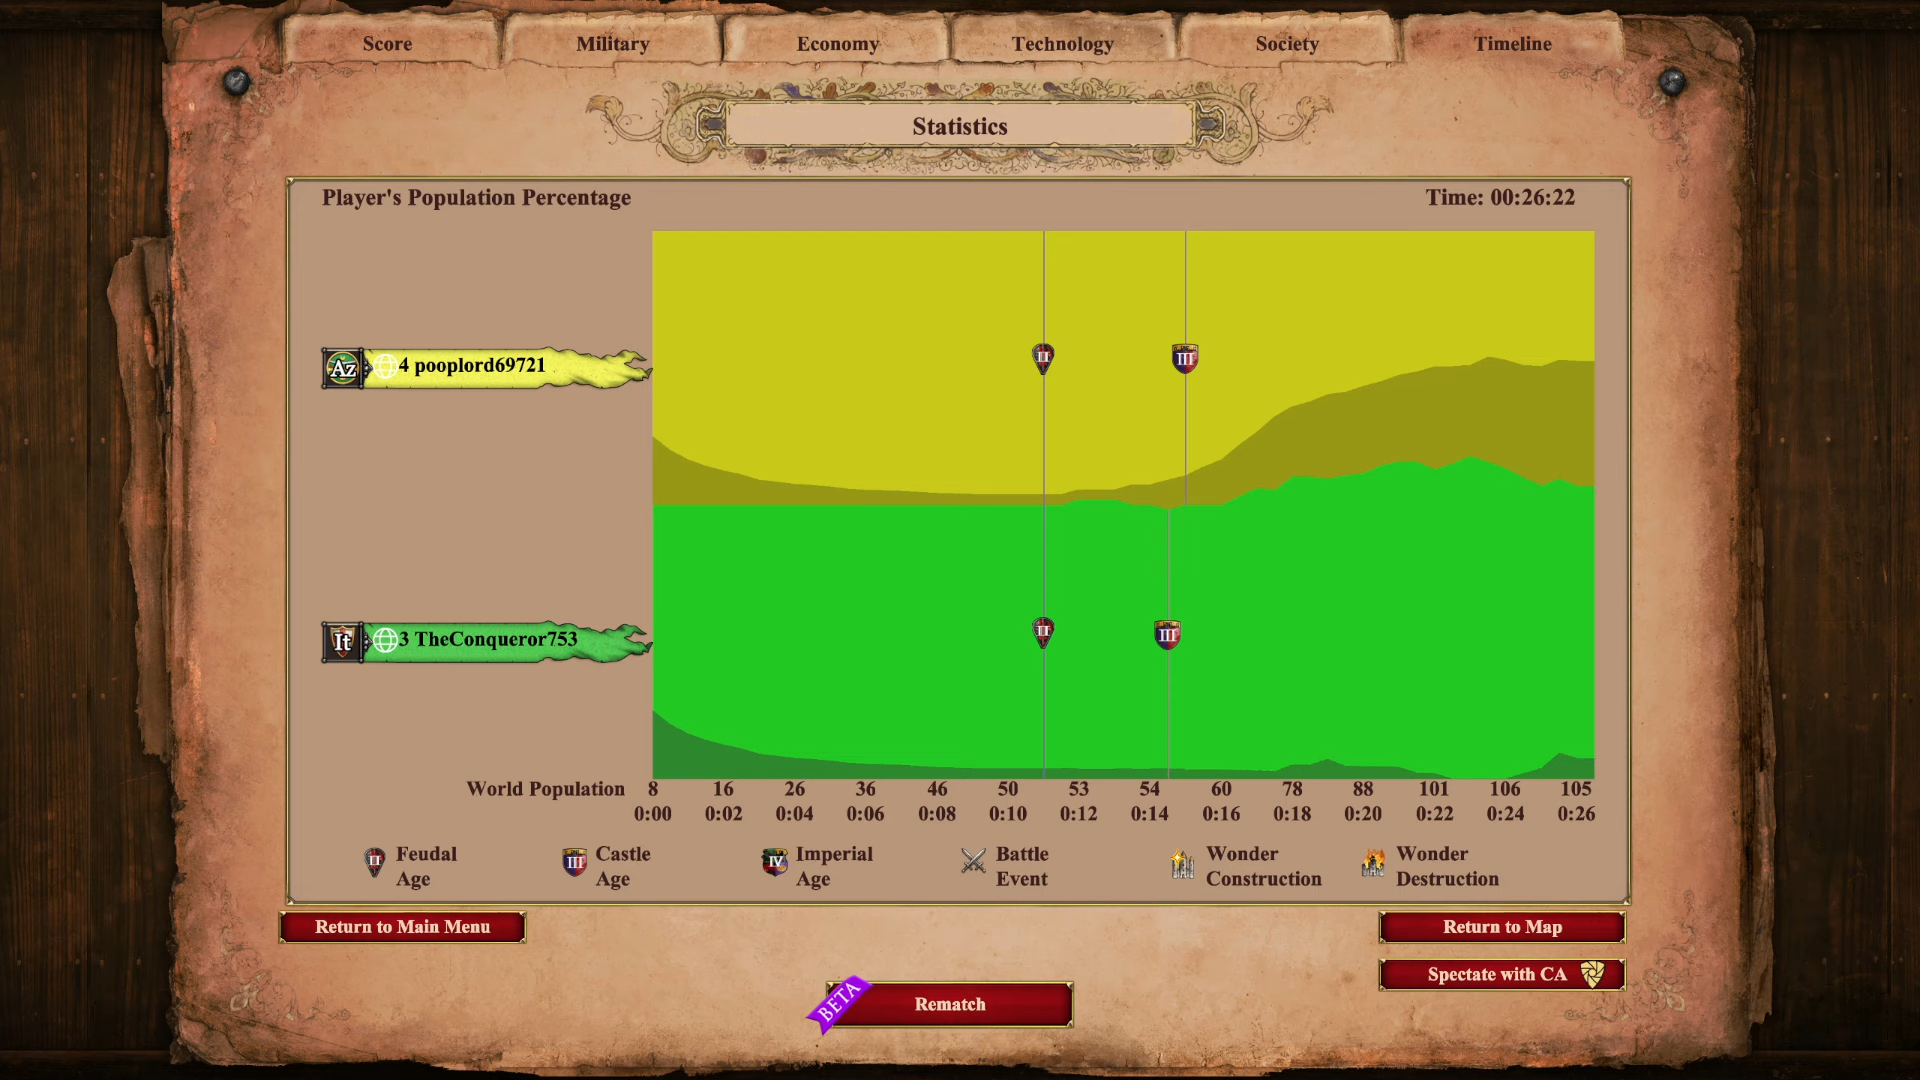 Score Military Economy Technology Society Timeline
Statistics
Player's Population Percentage
Time: 00:26:22
II III
Az 4 pooplord69721
It 3 TheConqueror753
II III
World Population 8 16 26 36 46 50 53 54 60 78 88 101 106 105
0:00 0:02 0:04 0:06 0:08 0:10 0:12 0:14 0:16 0:18 0:20 0:22 0:24 0:26
II Feudal Age
III Castle Age
IV Imperial Age
Battle Event
Wonder Construction
Wonder Destruction
Return to Main Menu
Return to Map
Spectate with CA
BETA
Rematch